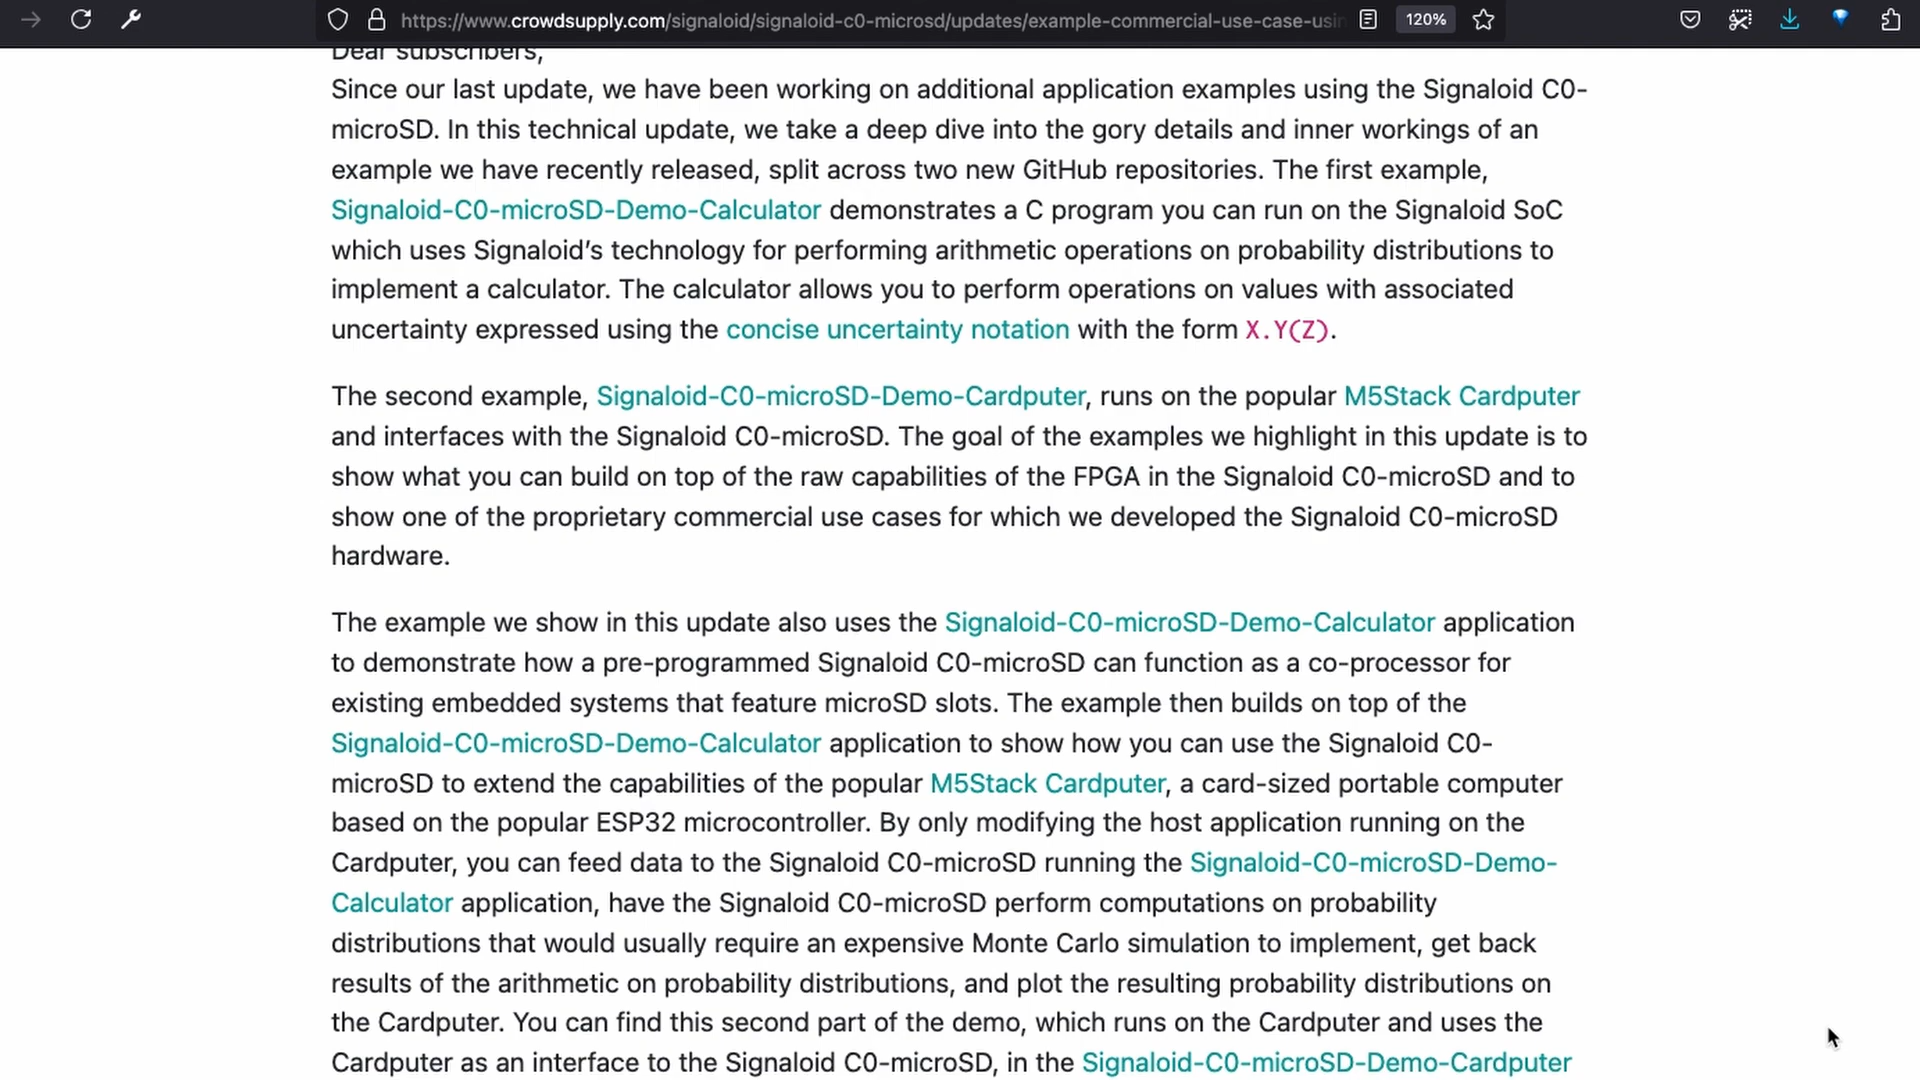 https://www.crowdsupply.com/signaloid/signaloid-c0-microsd/updates/example-commercial-use-case-usin
120%
Dear subscribers,
Since our last update, we have been working on additional application examples using the Signaloid C0-
microSD. In this technical update, we take a deep dive into the gory details and inner workings of an
example we have recently released, split across two new GitHub repositories. The first example,
Signaloid-C0-microSD-Demo-Calculator demonstrates a C program you can run on the Signaloid SoC
which uses Signaloid’s technology for performing arithmetic operations on probability distributions to
implement a calculator. The calculator allows you to perform operations on values with associated
uncertainty expressed using the concise uncertainty notation with the form X.Y(Z).
The second example, Signaloid-C0-microSD-Demo-Cardputer, runs on the popular M5Stack Cardputer
and interfaces with the Signaloid C0-microSD. The goal of the examples we highlight in this update is to
show what you can build on top of the raw capabilities of the FPGA in the Signaloid C0-microSD and to
show one of the proprietary commercial use cases for which we developed the Signaloid C0-microSD
hardware.
The example we show in this update also uses the Signaloid-C0-microSD-Demo-Calculator application
to demonstrate how a pre-programmed Signaloid C0-microSD can function as a co-processor for
existing embedded systems that feature microSD slots. The example then builds on top of the
Signaloid-C0-microSD-Demo-Calculator application to show how you can use the Signaloid C0-
microSD to extend the capabilities of the popular M5Stack Cardputer, a card-sized portable computer
based on the popular ESP32 microcontroller. By only modifying the host application running on the
Cardputer, you can feed data to the Signaloid C0-microSD running the Signaloid-C0-microSD-Demo-
Calculator application, have the Signaloid C0-microSD perform computations on probability
distributions that would usually require an expensive Monte Carlo simulation to implement, get back
results of the arithmetic on probability distributions, and plot the resulting probability distributions on
the Cardputer. You can find this second part of the demo, which runs on the Cardputer and uses the
Cardputer as an interface to the Signaloid C0-microSD, in the Signaloid-C0-microSD-Demo-Cardputer